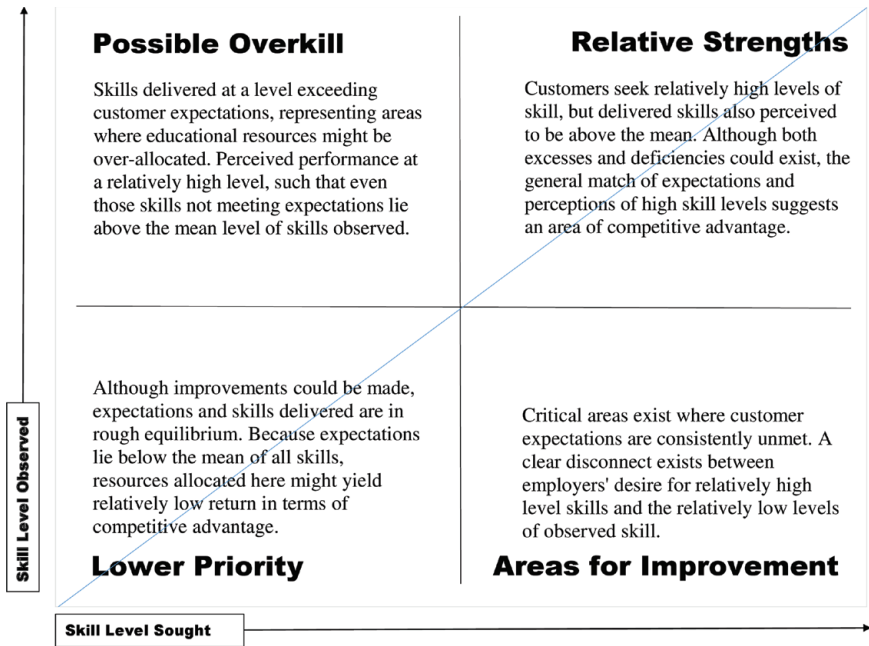 Possible Overkill
Skills delivered at a level exceeding
customer expectations, representing areas
where educational resources might be
over-allocated. Perceived performance at
a relatively high level, such that even
those skills not meeting expectations lie
above the mean level of skills observed.
Relative Strengths
Customers seek relatively high levels of
skill, but delivered skills also perceived
to be above the mean. Although both
excesses and deficiencies could exist, the
general match of expectations and
perceptions of high skill levels suggests
an area of competitive advantage.
Although improvements could be made,
expectations and skills delivered are in
rough equilibrium. Because expectations
lie below the mean of all skills,
resources allocated here might yield
relatively low return in terms of
competitive advantage.
Lower Priority
Critical areas exist where customer
expectations are consistently unmet. A
clear disconnect exists between
employers' desire for relatively high
level skills and the relatively low levels
of observed skill.
Areas for Improvement
Skill Level Observed
Skill Level Sought